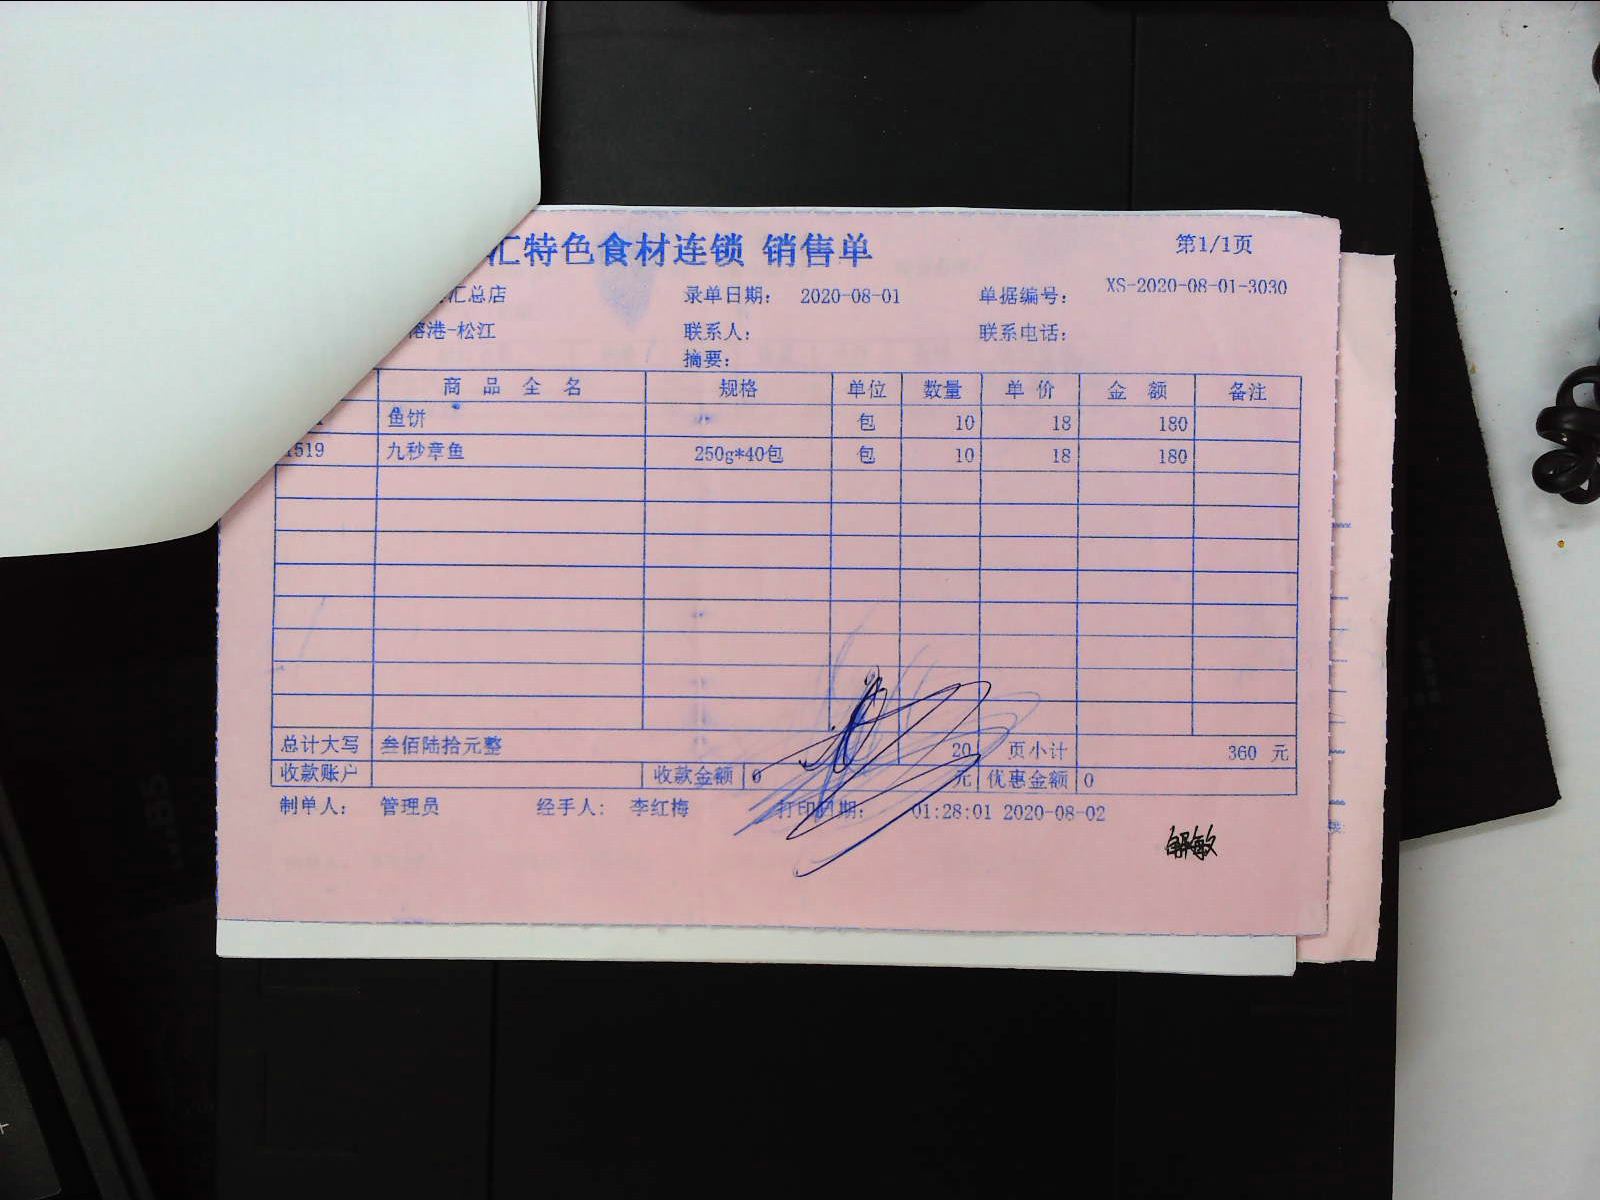 汇特色食材连锁 销售单 第1/1页
汇总店 录单日期： 2020-08-01 单据编号： XS-2020-08-01-3030
港-松江 联系人： 联系电话：
摘要：
商 品 全 名 规格 单位 数量 单 价 金 额 备注
鱼饼 包 10 18 180
1519 九秒章鱼 250g*40包 包 10 18 180
总计大写 叁佰陆拾元整 20 页小计 360 元
收款账户 收款金额 0 元 优惠金额 0
制单人： 管理员 经手人： 李红梅 打印日期： 01:28:01 2020-08-02